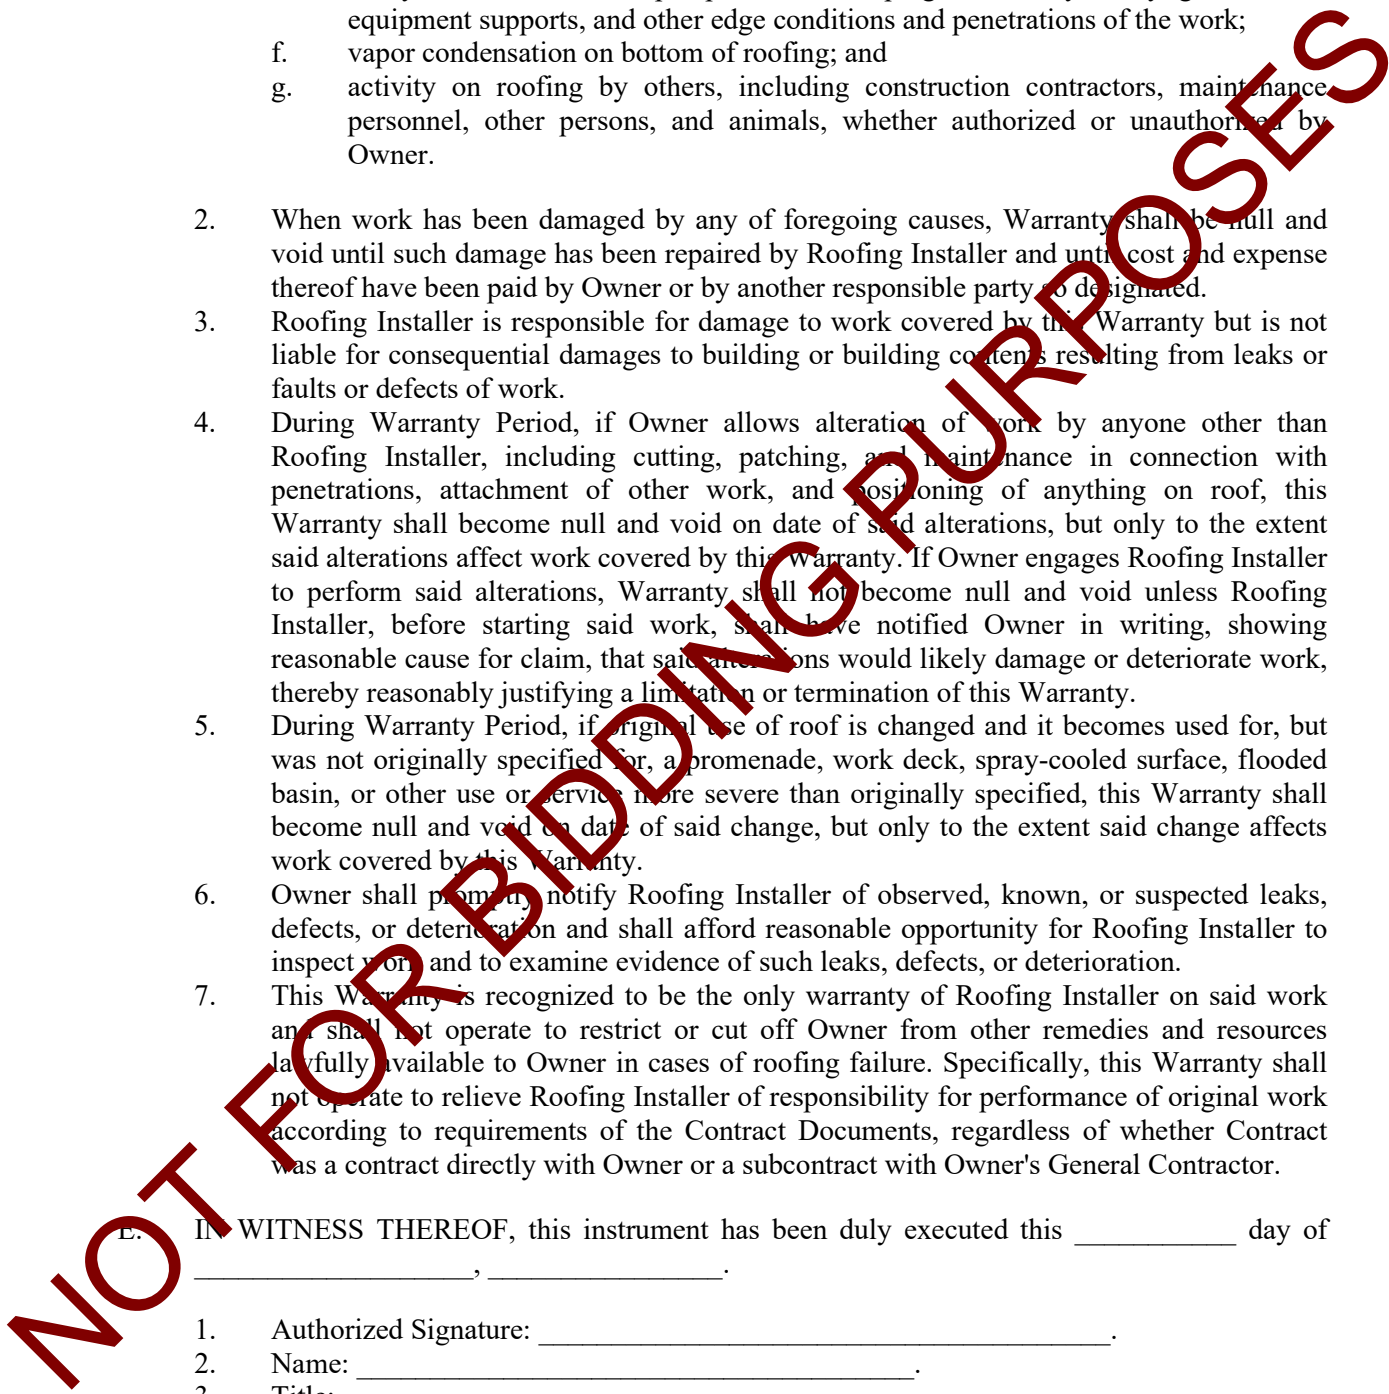 equipment supports, and other edge conditions and penetrations of the work;
f. vapor condensation on bottom of roofing; and
g. activity on roofing by others, including construction contractors, maintenance
personnel, other persons, and animals, whether authorized or unauthorized by
Owner.
2. When work has been damaged by any of foregoing causes, Warranty shall be null and
void until such damage has been repaired by Roofing Installer and until cost and expense
thereof have been paid by Owner or by another responsible party so designated.
3. Roofing Installer is responsible for damage to work covered by this Warranty but is not
liable for consequential damages to building or building contents resulting from leaks or
faults or defects of work.
4. During Warranty Period, if Owner allows alteration of work by anyone other than
Roofing Installer, including cutting, patching, and maintenance in connection with
penetrations, attachment of other work, and positioning of anything on roof, this
Warranty shall become null and void on date of said alterations, but only to the extent
said alterations affect work covered by this Warranty. If Owner engages Roofing Installer
to perform said alterations, Warranty shall not become null and void unless Roofing
Installer, before starting said work, shall have notified Owner in writing, showing
reasonable cause for claim, that said alterations would likely damage or deteriorate work,
thereby reasonably justifying a limitation or termination of this Warranty.
5. During Warranty Period, if original use of roof is changed and it becomes used for, but
was not originally specified for, a promenade, work deck, spray-cooled surface, flooded
basin, or other use or service more severe than originally specified, this Warranty shall
become null and void on date of said change, but only to the extent said change affects
work covered by this Warranty.
6. Owner shall promptly notify Roofing Installer of observed, known, or suspected leaks,
defects, or deterioration and shall afford reasonable opportunity for Roofing Installer to
inspect work and to examine evidence of such leaks, defects, or deterioration.
7. This Warranty is recognized to be the only warranty of Roofing Installer on said work
and shall not operate to restrict or cut off Owner from other remedies and resources
lawfully available to Owner in cases of roofing failure. Specifically, this Warranty shall
not operate to relieve Roofing Installer of responsibility for performance of original work
according to requirements of the Contract Documents, regardless of whether Contract
was a contract directly with Owner or a subcontract with Owner's General Contractor.
E. IN WITNESS THEREOF, this instrument has been duly executed this ___________ day of
___________________, ________________.
1. Authorized Signature: _______________________________________.
2. Name: ______________________________________.
3. Title:
NOT FOR BIDDING PURPOSES